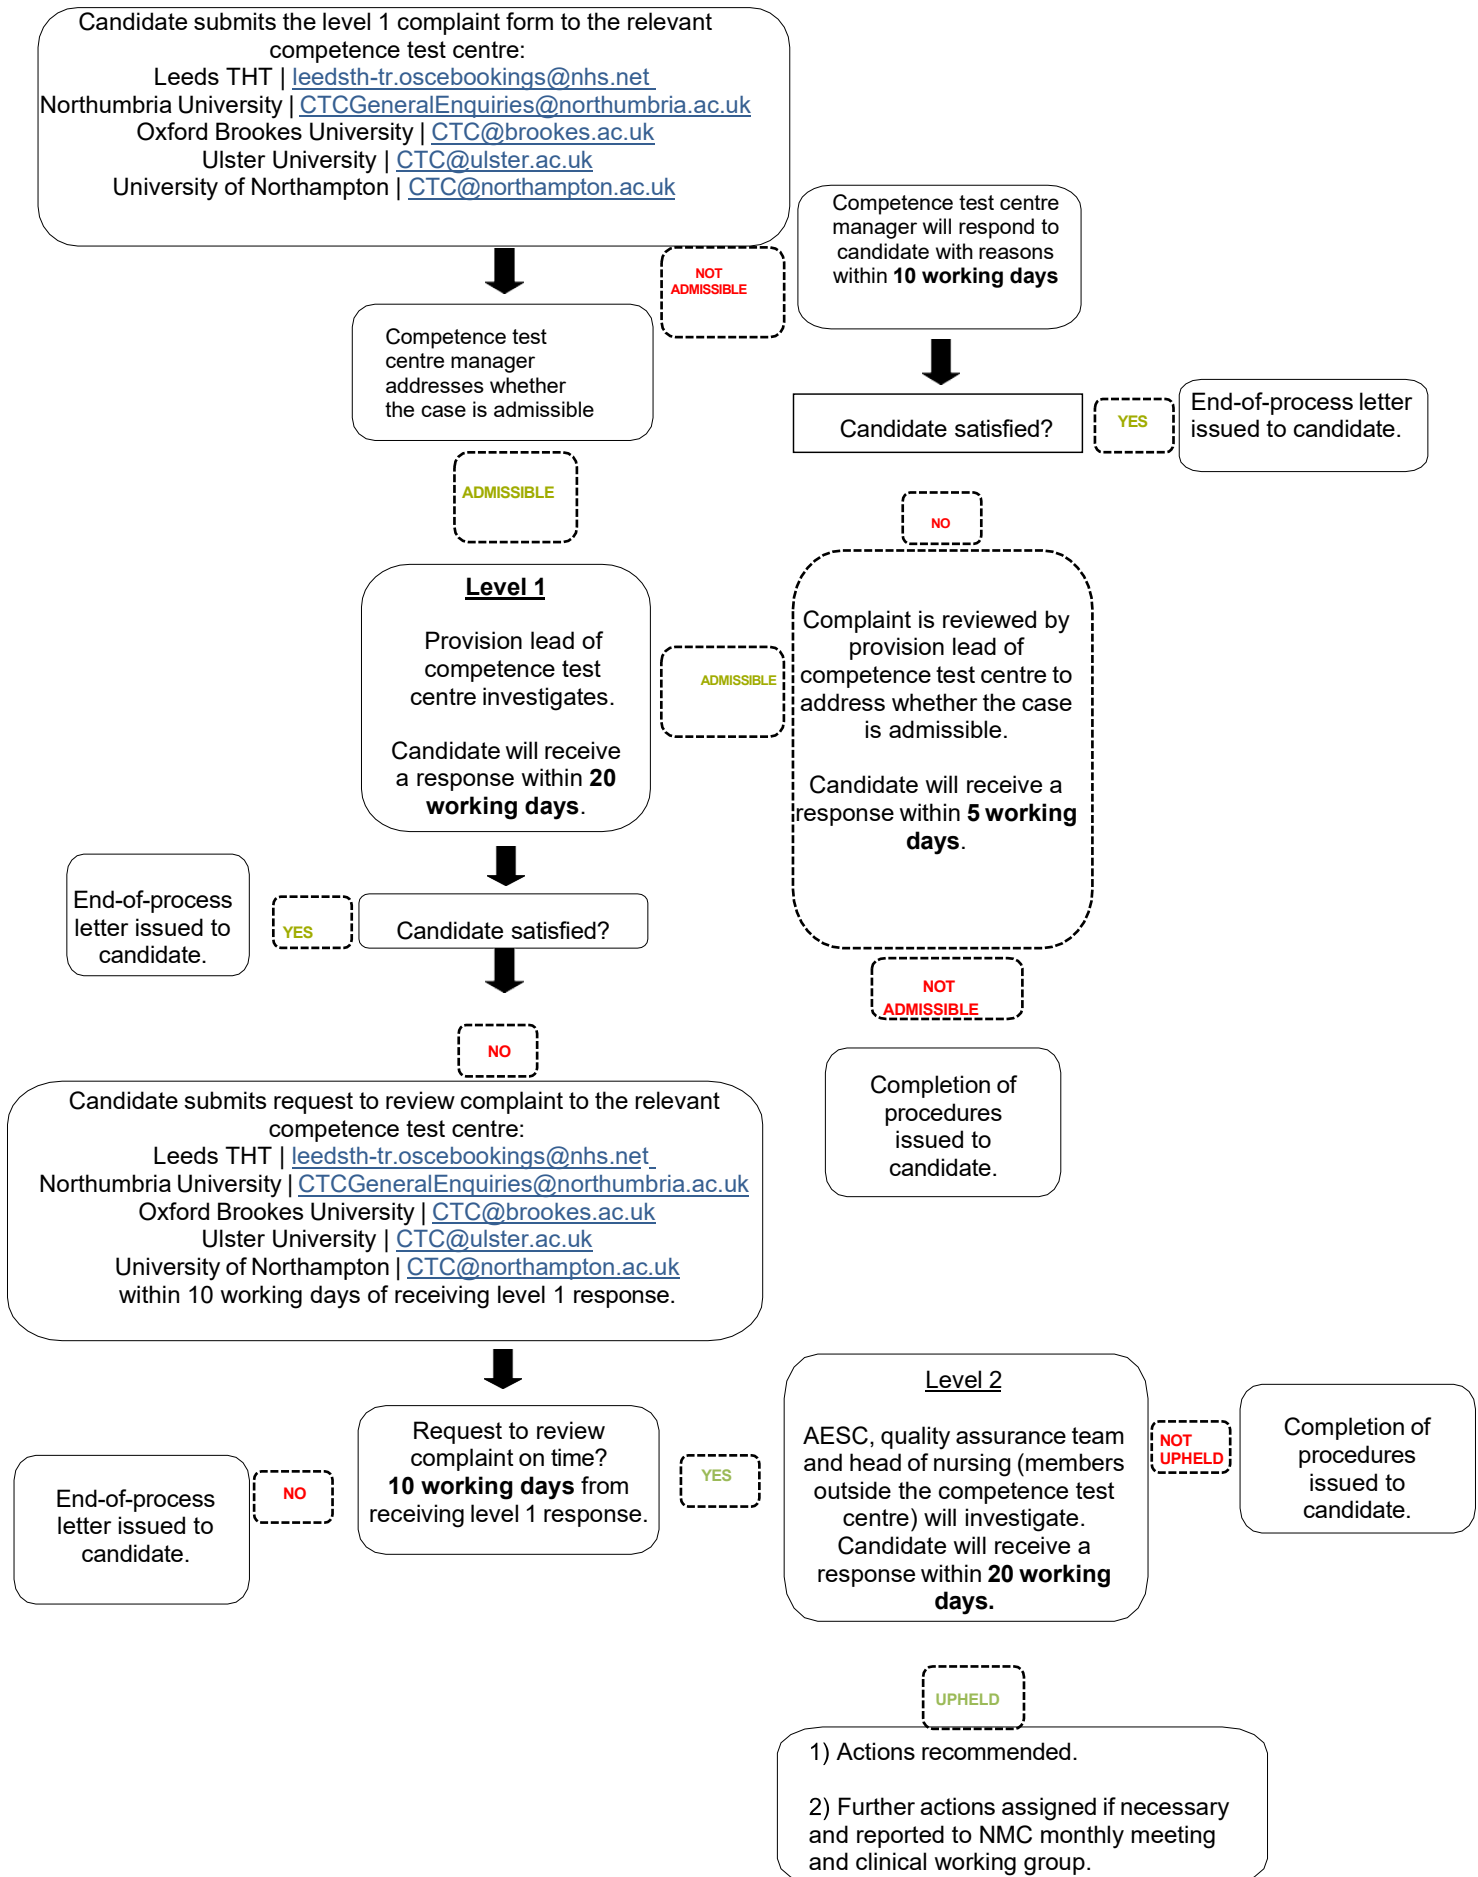 Candidate submits the level 1 complaint form to the relevant
competence test centre:
Leeds THT | leedsth-tr.oscebookings@nhs.net
Northumbria University | CTCGeneralEnquiries@northumbria.ac.uk
Oxford Brookes University | CTC@brookes.ac.uk
Ulster University | CTC@ulster.ac.uk
University of Northampton | CTC@northampton.ac.uk
NOT
ADMISSIBLE
Competence test centre
manager will respond to
candidate with reasons
within 10 working days
Competence test
centre manager
addresses whether
the case is admissible
Candidate satisfied?
YES
End-of-process letter
issued to candidate.
ADMISSIBLE
NO
Level 1
Provision lead of
competence test
centre investigates.
Candidate will receive
a response within 20
working days.
ADMISSIBLE
Complaint is reviewed by
provision lead of
competence test centre to
address whether the case
is admissible.
Candidate will receive a
response within 5 working
days.
End-of-process
letter issued to
candidate.
YES
Candidate satisfied?
NOT
ADMISSIBLE
NO
Completion of
procedures
issued to
candidate.
Candidate submits request to review complaint to the relevant
competence test centre:
Leeds THT | leedsth-tr.oscebookings@nhs.net
Northumbria University | CTCGeneralEnquiries@northumbria.ac.uk
Oxford Brookes University | CTC@brookes.ac.uk
Ulster University | CTC@ulster.ac.uk
University of Northampton | CTC@northampton.ac.uk
within 10 working days of receiving level 1 response.
End-of-process
letter issued to
candidate.
NO
Request to review
complaint on time?
10 working days from
receiving level 1 response.
YES
Level 2
AESC, quality assurance team
and head of nursing (members
outside the competence test
centre) will investigate.
Candidate will receive a
response within 20 working
days.
NOT
UPHELD
Completion of
procedures
issued to
candidate.
UPHELD
1) Actions recommended.
2) Further actions assigned if necessary
and reported to NMC monthly meeting
and clinical working group.